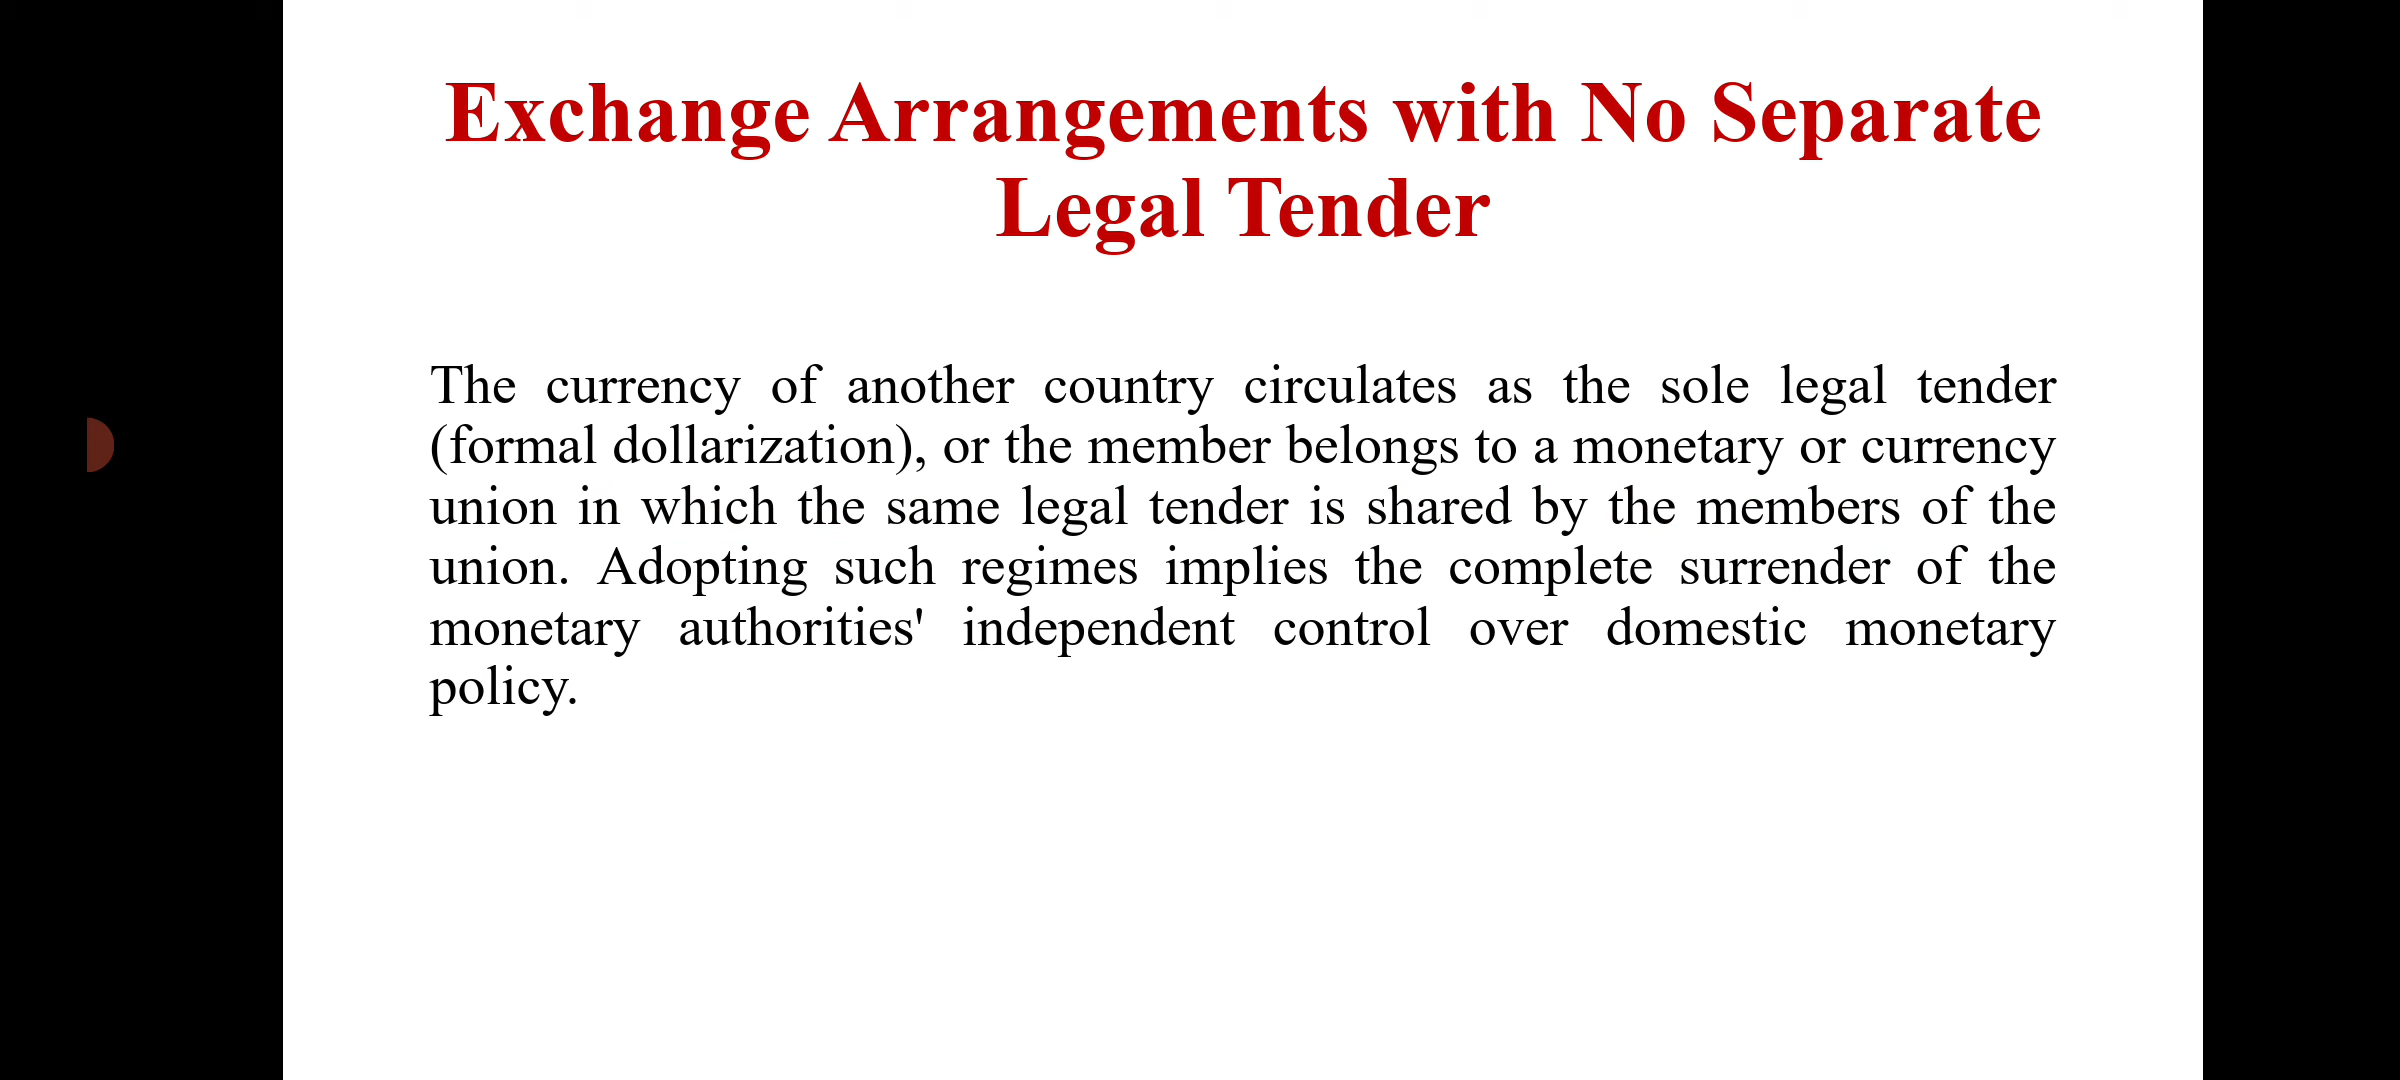 Exchange Arrangements with No Separate
Legal Tender
The currency of another country circulates as the sole legal tender
(formal dollarization), or the member belongs to a monetary or currency
union in which the same legal tender is shared by the members of the
union. Adopting such regimes implies the complete surrender of the
monetary authorities' independent control over domestic monetary
policy.